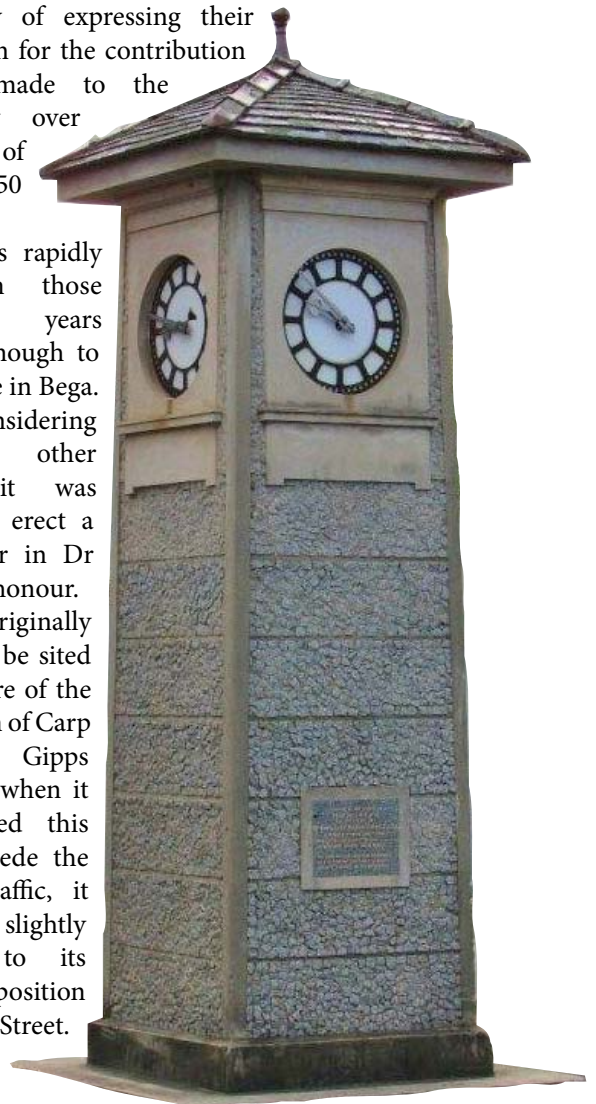 of expressing their
n for the contribution
made to the
over
of
50
s rapidly
n those
years
nough to
e in Bega.
nsidering
other
it was
erect a
r in Dr
honour.
riginally
be sited
re of the
n of Carp
Gipps
when it
ed this
ede the
affic, it
slightly
to its
position
Street.